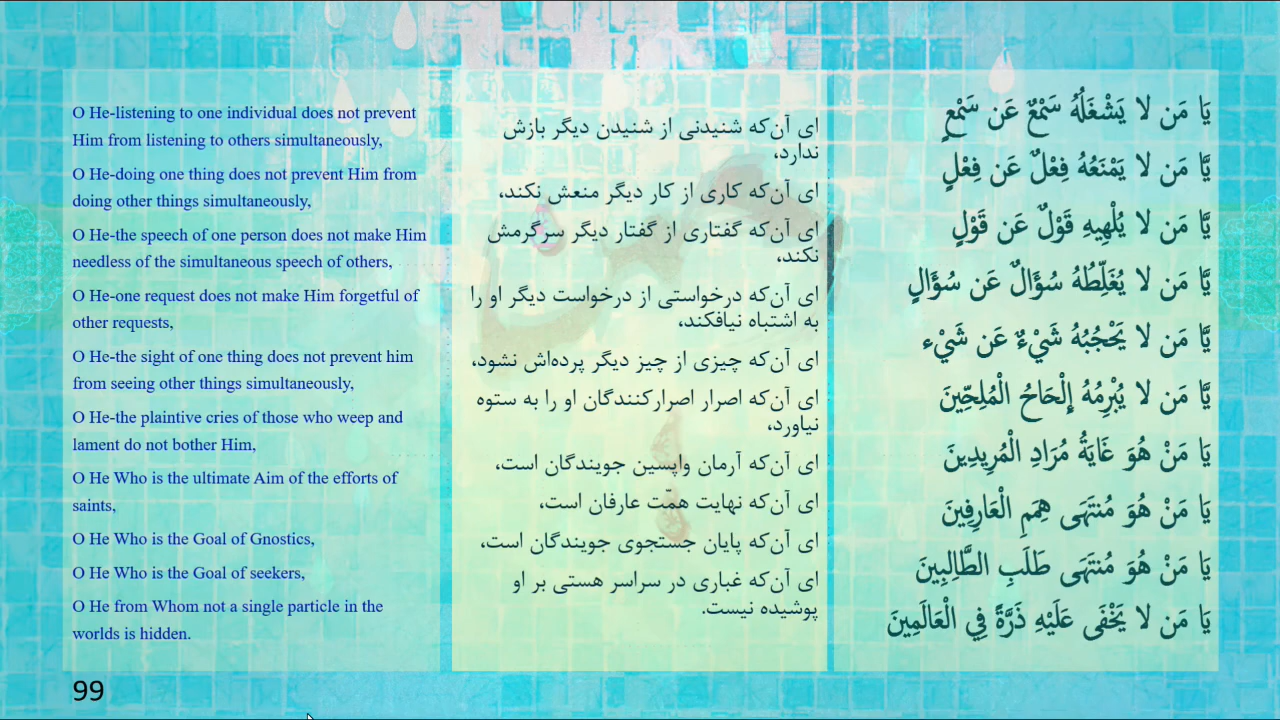 O He-listening to one individual does not prevent
Him from listening to others simultaneously,
O He-doing one thing does not prevent Him from
doing other things simultaneously,
O He-the speech of one person does not make Him
needless of the simultaneous speech of others,
O He-one request does not make Him forgetful of
other requests,
O He-the sight of one thing does not prevent him
from seeing other things simultaneously,
O He-the plaintive cries of those who weep and
lament do not bother Him,
O He Who is the ultimate Aim of the efforts of
saints,
O He Who is the Goal of Gnostics,
O He Who is the Goal of seekers,
O He from Whom not a single particle in the
worlds is hidden.
ای آن‌که شنیدنی از شنیدن دیگر بازش
ندارد،
ای آن‌که کاری از کار دیگر منعش نکند،
ای آن‌که گفتاری از گفتار دیگر سرگرمش
نکند،
ای آن‌که درخواستی از درخواست دیگر او را
به اشتباه نیافکند،
ای آن‌که چیزی از چیز دیگر پرده‌اش نشود،
ای آن‌که اصرار اصرارکنندگان او را به ستوه
نیاورد،
ای آن‌که آرمان واپسین جویندگان است،
ای آن‌که نهایت همّت عارفان است،
ای آن‌که پایان جستجوی جویندگان است،
ای آن‌که غباری در سراسر هستی بر او
پوشیده نیست.
يَا مَن لا يَشْغَلُهُ سَمْعٌ عَن سَمْعٍ
يَّا مَن لا يَمْنَعُهُ فِعْلٌ عَن فِعْلٍ
يَّا مَن لا يُلْهِيهِ قَوْلٌ عَن قَوْلٍ
يَّا مَن لا يُغَلِّطُهُ سُؤَالٌ عَن سُؤَالٍ
يَّا مَن لا يَحْجُبُهُ شَيْءٌ عَن شَيْء
يَّا مَن لا يُبْرِمُهُ إِلْحَاحُ الْمُلِحِّينَ
يَا مَنْ هُوَ غَايَةُ مُرَادِ الْمُرِيدِينَ
يَا مَنْ هُوَ مُنتَهَى هِمَمِ الْعَارِفِينَ
يَا مَنْ هُوَ مُنتَهَى طَلَبِ الطَّالِبِينَ
يَا مَن لا يَخْفَى عَلَيْهِ ذَرَّةٌ فِي الْعَالَمِينَ
99